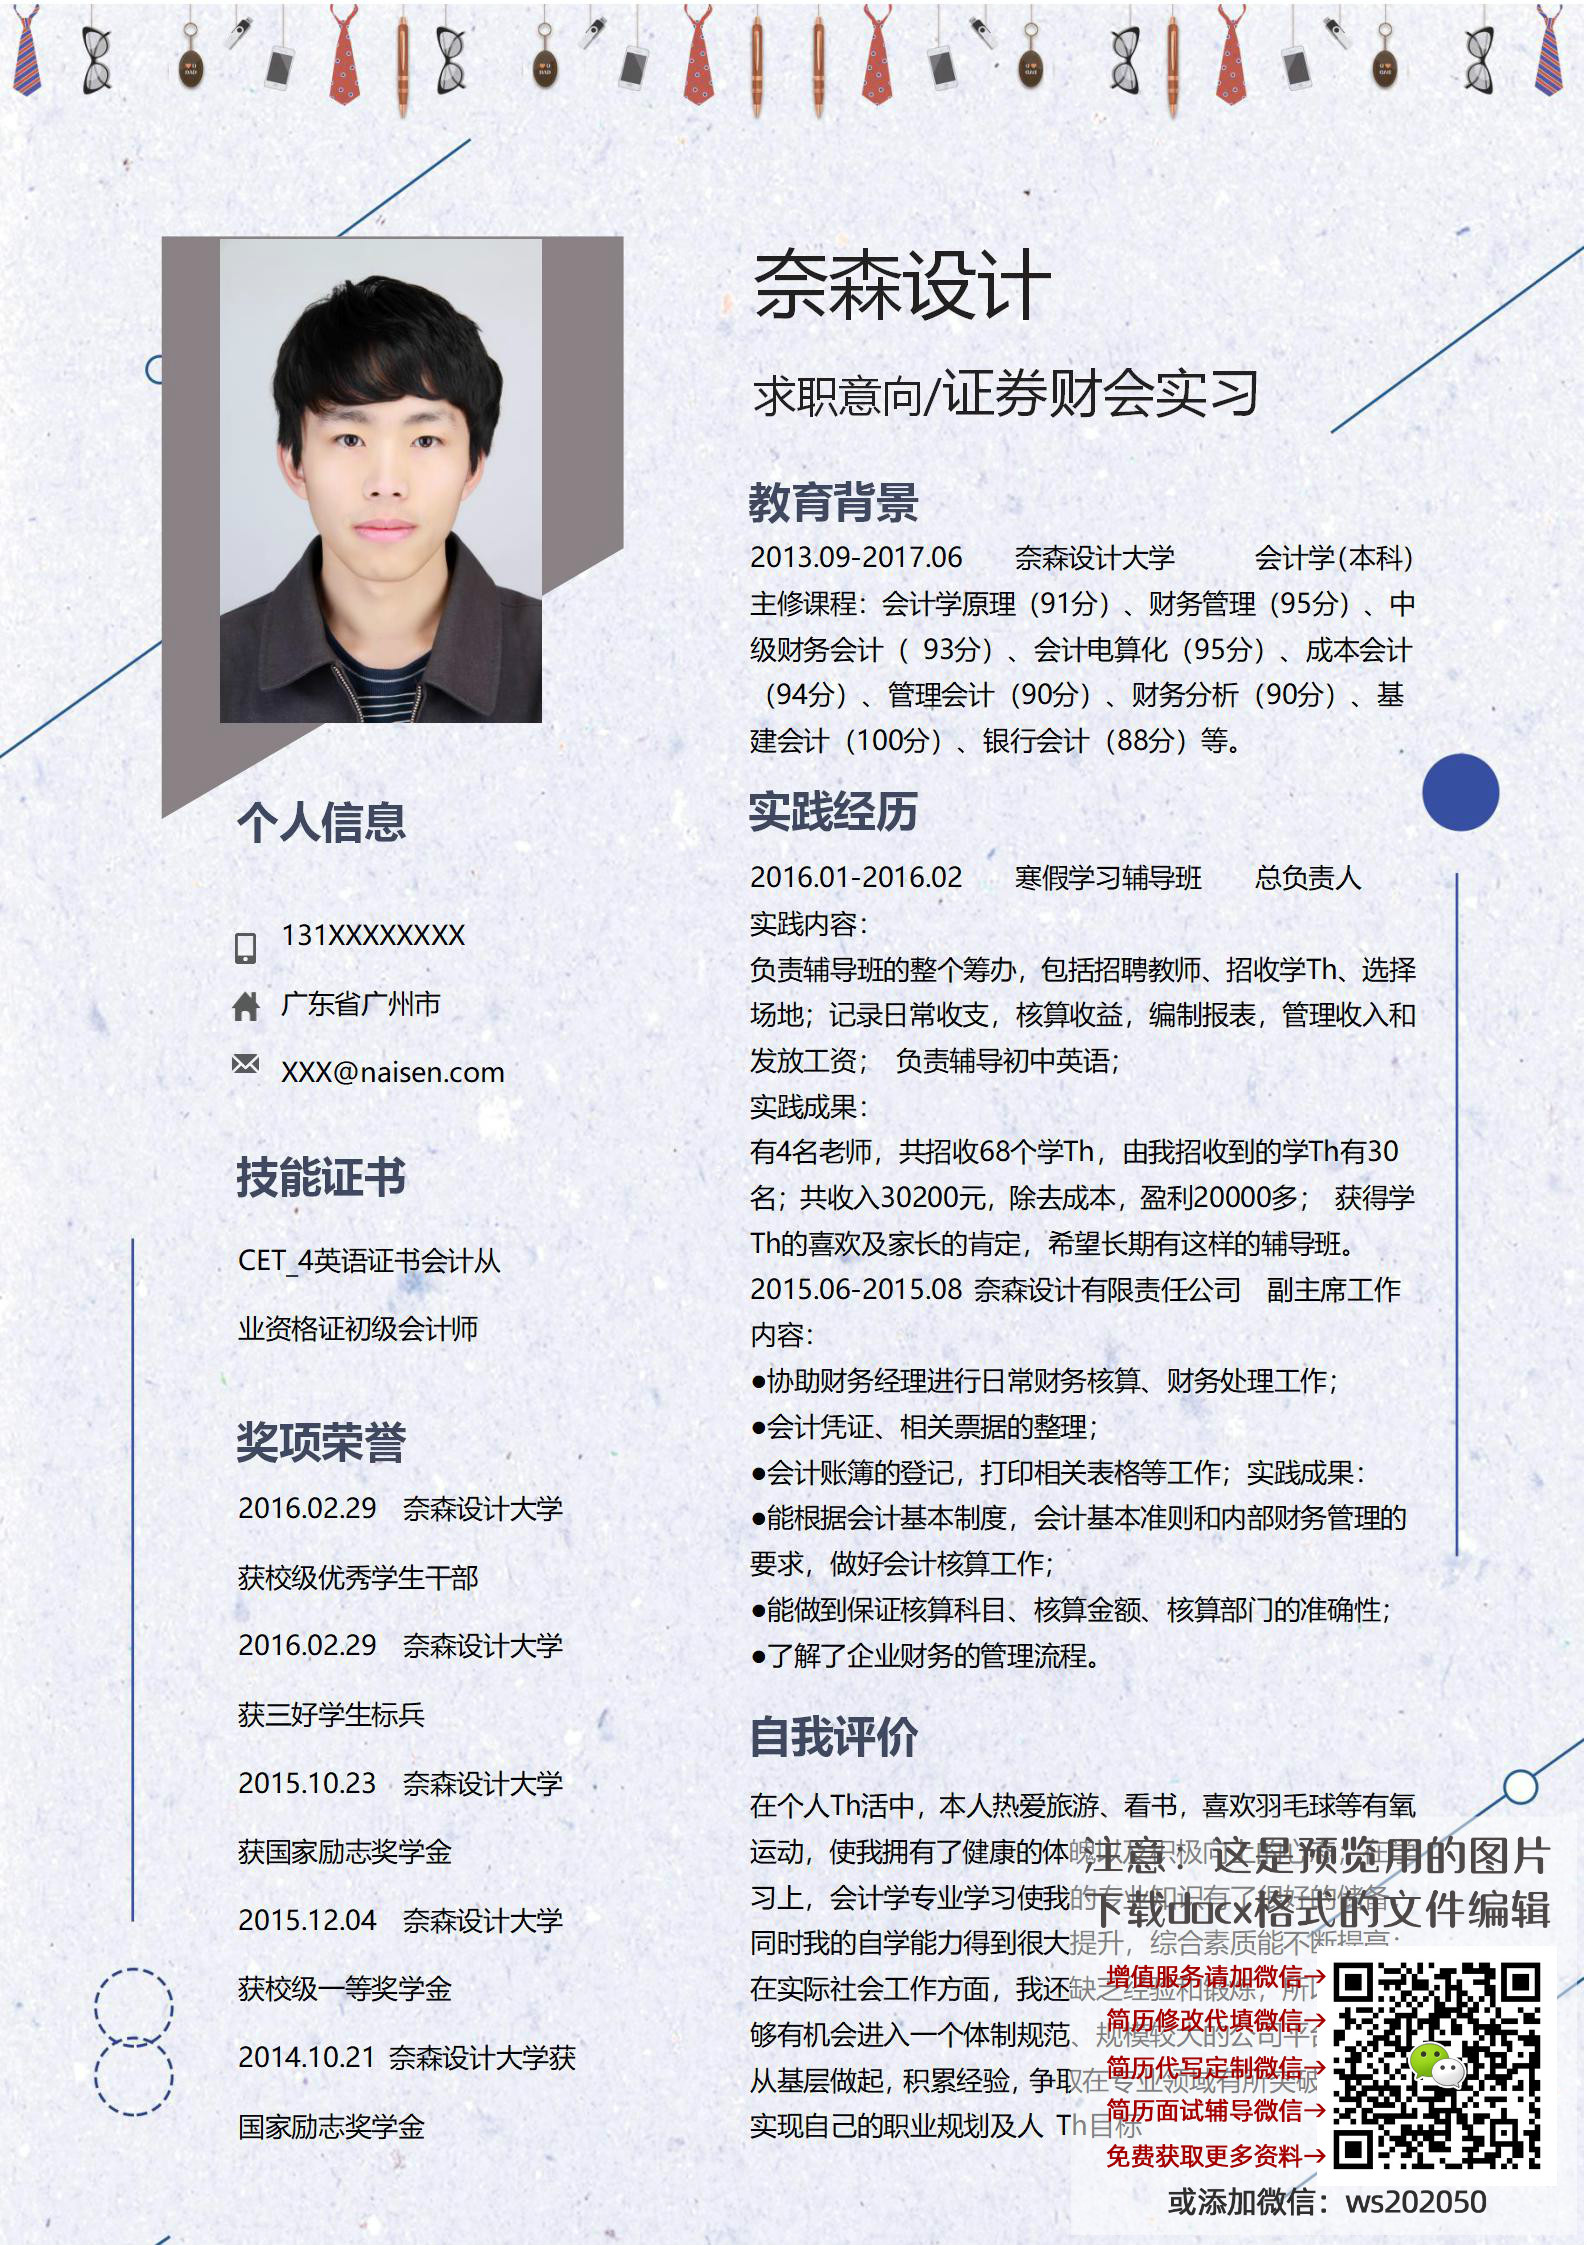 奈森设计
求职意向/证券财会实习
教育背景
2013.09-2017.06 奈森设计大学 会计学(本科)
主修课程：会计学原理（91分）、财务管理（95分）、中
级财务会计（ 93分）、会计电算化（95分）、成本会计
（94分）、管理会计（90分）、财务分析（90分）、基
建会计（100分）、银行会计（88分）等。
实践经历
2016.01-2016.02 寒假学习辅导班 总负责人
实践内容：
负责辅导班的整个筹办，包括招聘教师、招收学Th、选择
场地；记录日常收支，核算收益，编制报表，管理收入和
发放工资； 负责辅导初中英语；
实践成果：
有4名老师，共招收68个学Th，由我招收到的学Th有30
名；共收入30200元，除去成本，盈利20000多； 获得学
Th的喜欢及家长的肯定，希望长期有这样的辅导班。
2015.06-2015.08 奈森设计有限责任公司 副主席工作
内容：
●协助财务经理进行日常财务核算、财务处理工作；
●会计凭证、相关票据的整理；
●会计账簿的登记，打印相关表格等工作；实践成果：
●能根据会计基本制度，会计基本准则和内部财务管理的
要求，做好会计核算工作；
●能做到保证核算科目、核算金额、核算部门的准确性；
●了解了企业财务的管理流程。
自我评价
在个人Th活中，本人热爱旅游、看书，喜欢羽毛球等有氧
运动，使我拥有了健康的体魄以及积极向上的
习上，会计学专业学习使我的专业知识有了很好的储备
同时我的自学能力得到很大提升，综合素质能不断提高；
在实际社会工作方面，我还缺乏经验和锻炼，所
够有机会进入一个体制规范、规模较大的公司平台
从基层做起，积累经验，争取在专业领域有所突破
实现自己的职业规划及人 Th目标
个人信息
131XXXXXXXX
广东省广州市
XXX@naisen.com
技能证书
CET_4英语证书会计从
业资格证初级会计师
奖项荣誉
2016.02.29 奈森设计大学
获校级优秀学生干部
2016.02.29 奈森设计大学
获三好学生标兵
2015.10.23 奈森设计大学
获国家励志奖学金
2015.12.04 奈森设计大学
获校级一等奖学金
2014.10.21 奈森设计大学获
国家励志奖学金
注意：这是预览用的图片
下载docx格式的文件编辑
增值服务请加微信→
简历修改代填微信→
简历代写定制微信→
简历面试辅导微信→
免费获取更多资料→
或添加微信：ws202050